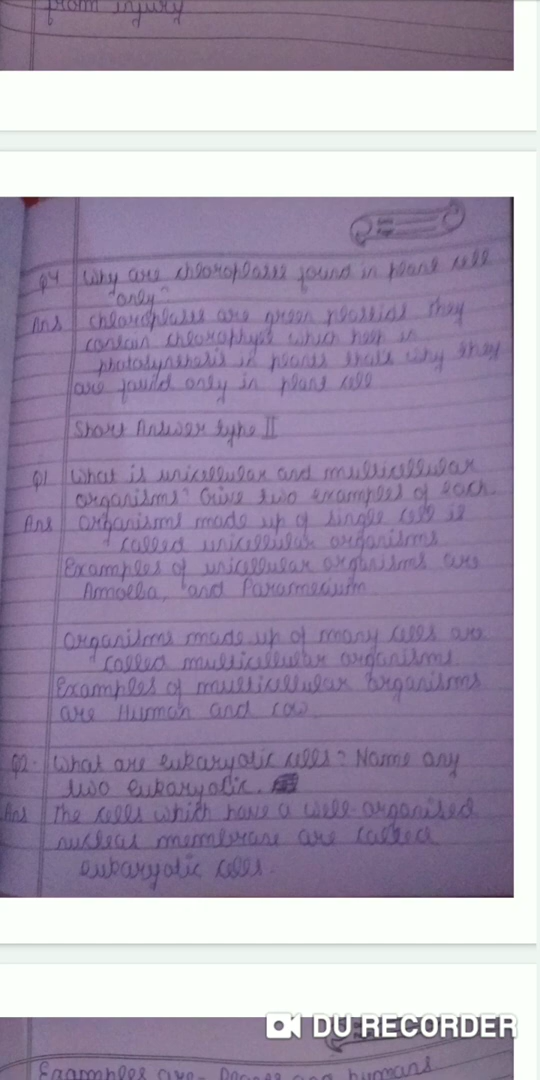 from injury
Q4 Why are chloroplasts found in plant cell
"only"
Ans chloroplasts are green plastids They
contain chlorophyll which help in
photosynthesis in plants that's why they
are found only in plant cell
Short Answer type II
Q1 What is unicellular and multicellular
organisms? Give two examples of each.
Ans Organisms made up of single cell is
called unicellular organisms
Examples of unicellular organisms are
Amoeba, and Paramecium
Organisms made up of many cells are
called multicellular organisms
Examples of multicellular organisms
are Human and cow
Q2. What are eukaryotic cells? Name any
two eukaryotic.
Ans The cells which have a well-organised
nuclear membrane are called
eukaryotic cells.
DU RECORDER
Examples are- and humans